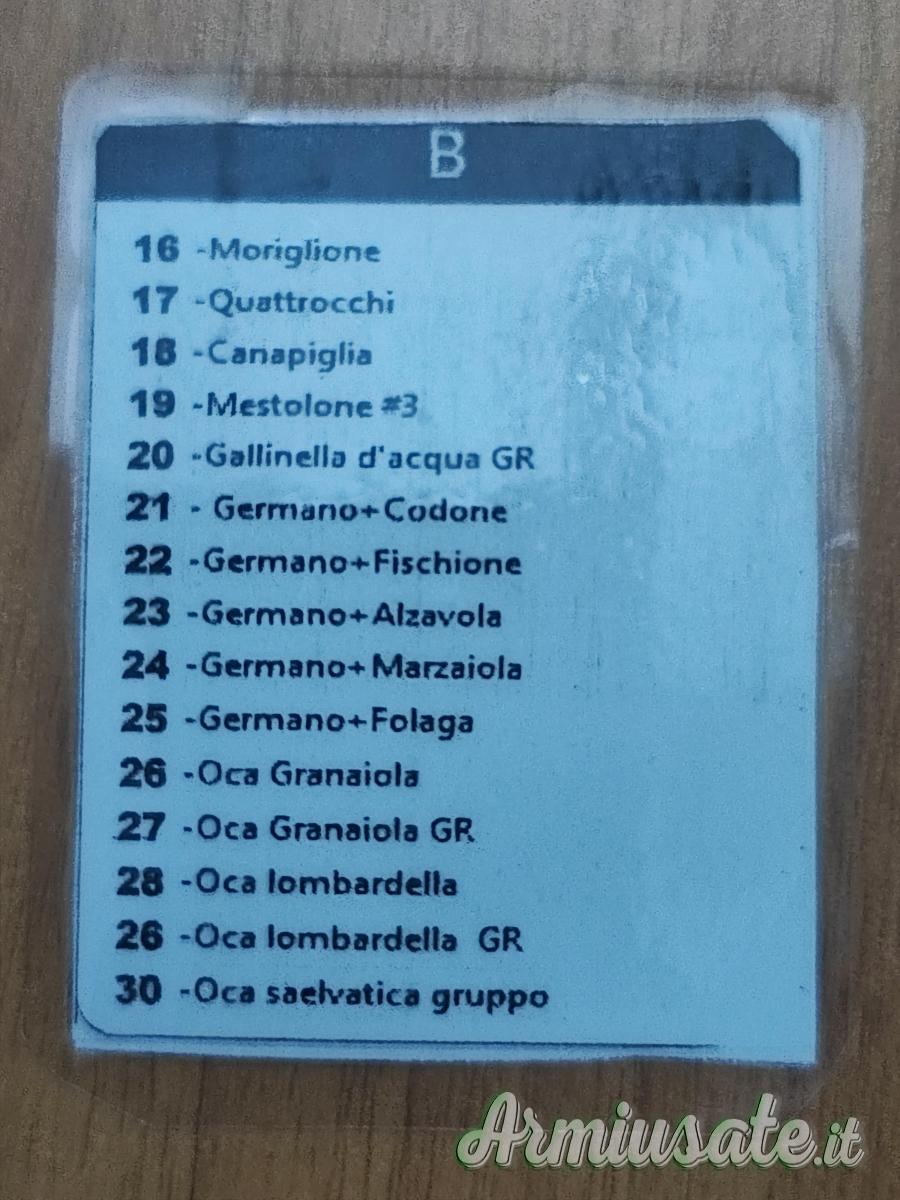 B
16 -Moriglione
17 -Quattrocchi
18 -Canapiglia
19 -Mestolone #3
20 -Gallinella d'acqua GR
21 - Germano+Codone
22 -Germano+Fischione
23 -Germano+Alzavola
24 -Germano+Marzaiola
25 -Germano+Folaga
26 -Oca Granaiola
27 -Oca Granaiola GR
28 -Oca lombardella
26 -Oca lombardella GR
30 -Oca saelvatica gruppo
Armiusate.it